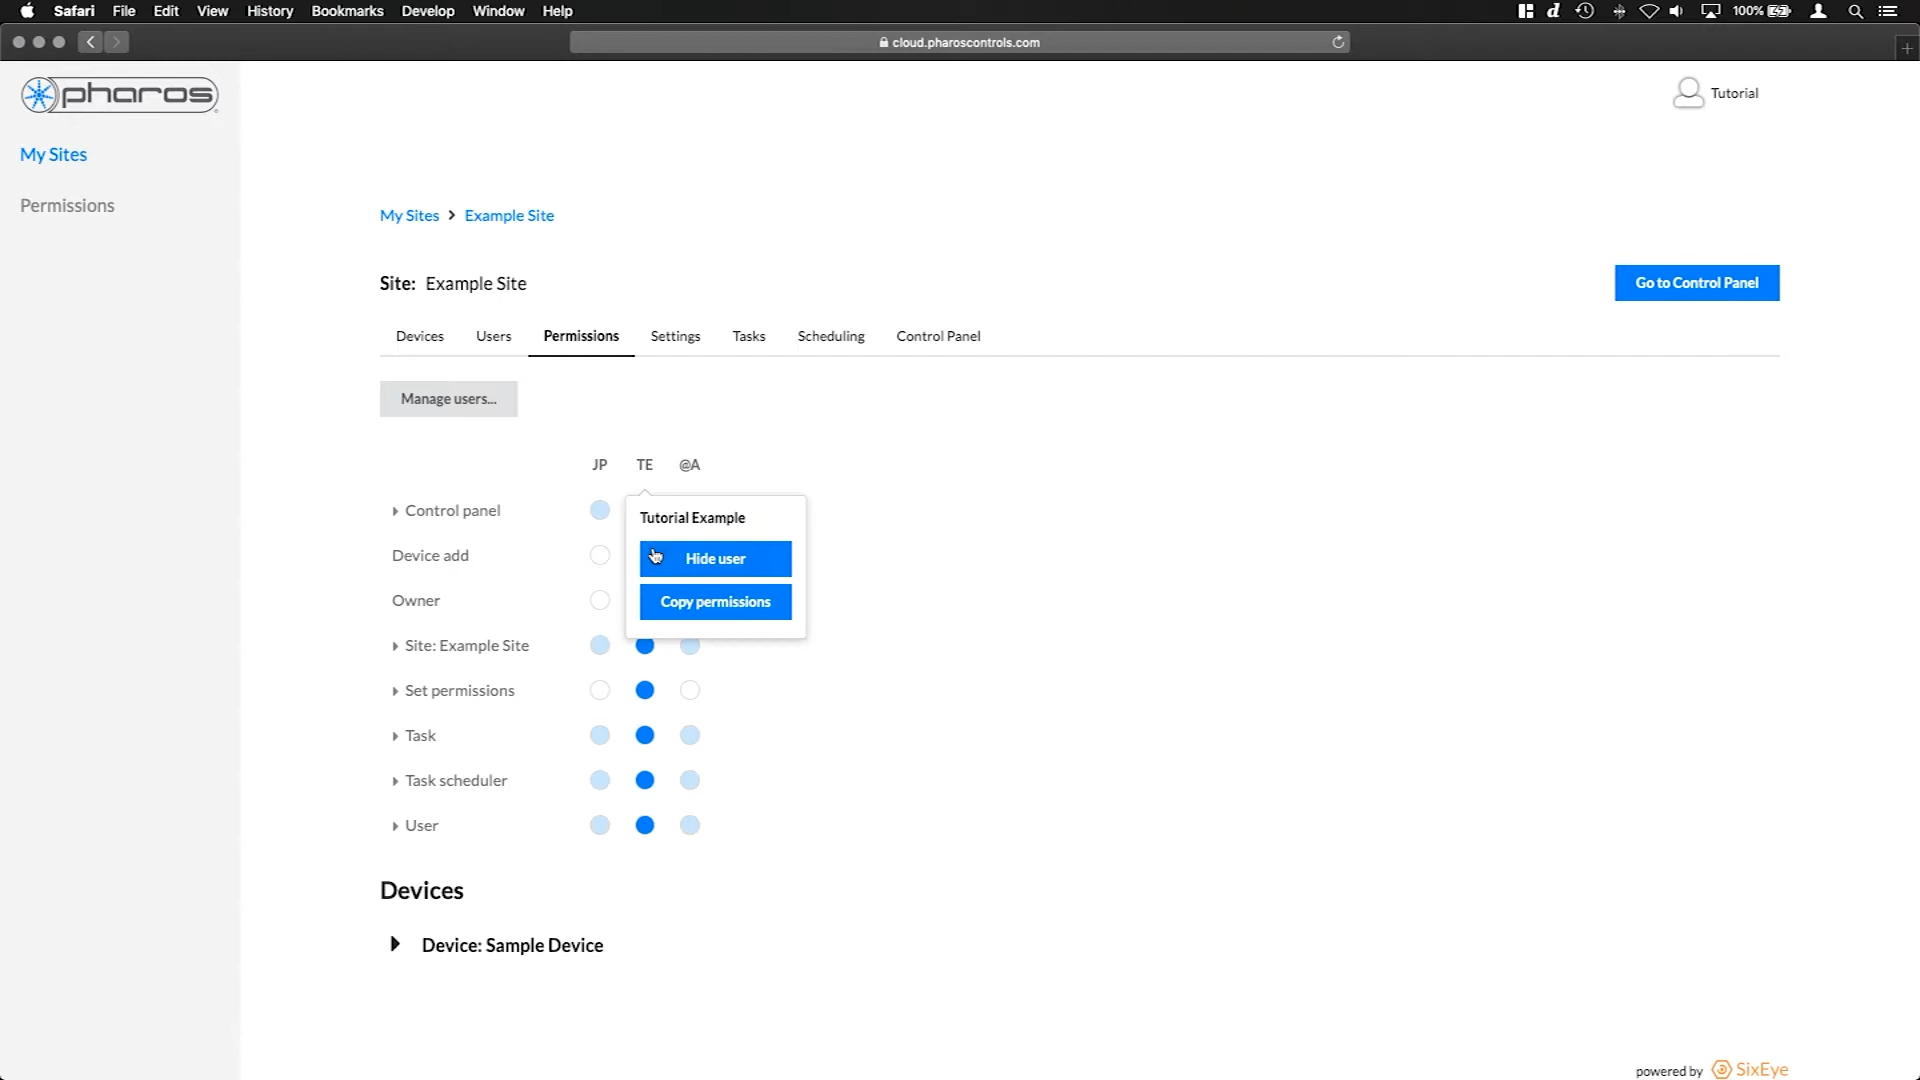 Safari File Edit View History Bookmarks Develop Window Help 100%
cloud.pharoscontrols.com
pharos
Tutorial
My Sites
Permissions
My Sites > Example Site
Site: Example Site
Go to Control Panel
Devices Users Permissions Settings Tasks Scheduling Control Panel
Manage users...
JP TE @A
Control panel
Tutorial Example
Device add
Hide user
Owner
Copy permissions
Site: Example Site
Set permissions
Task
Task scheduler
User
Devices
Device: Sample Device
powered by SixEye